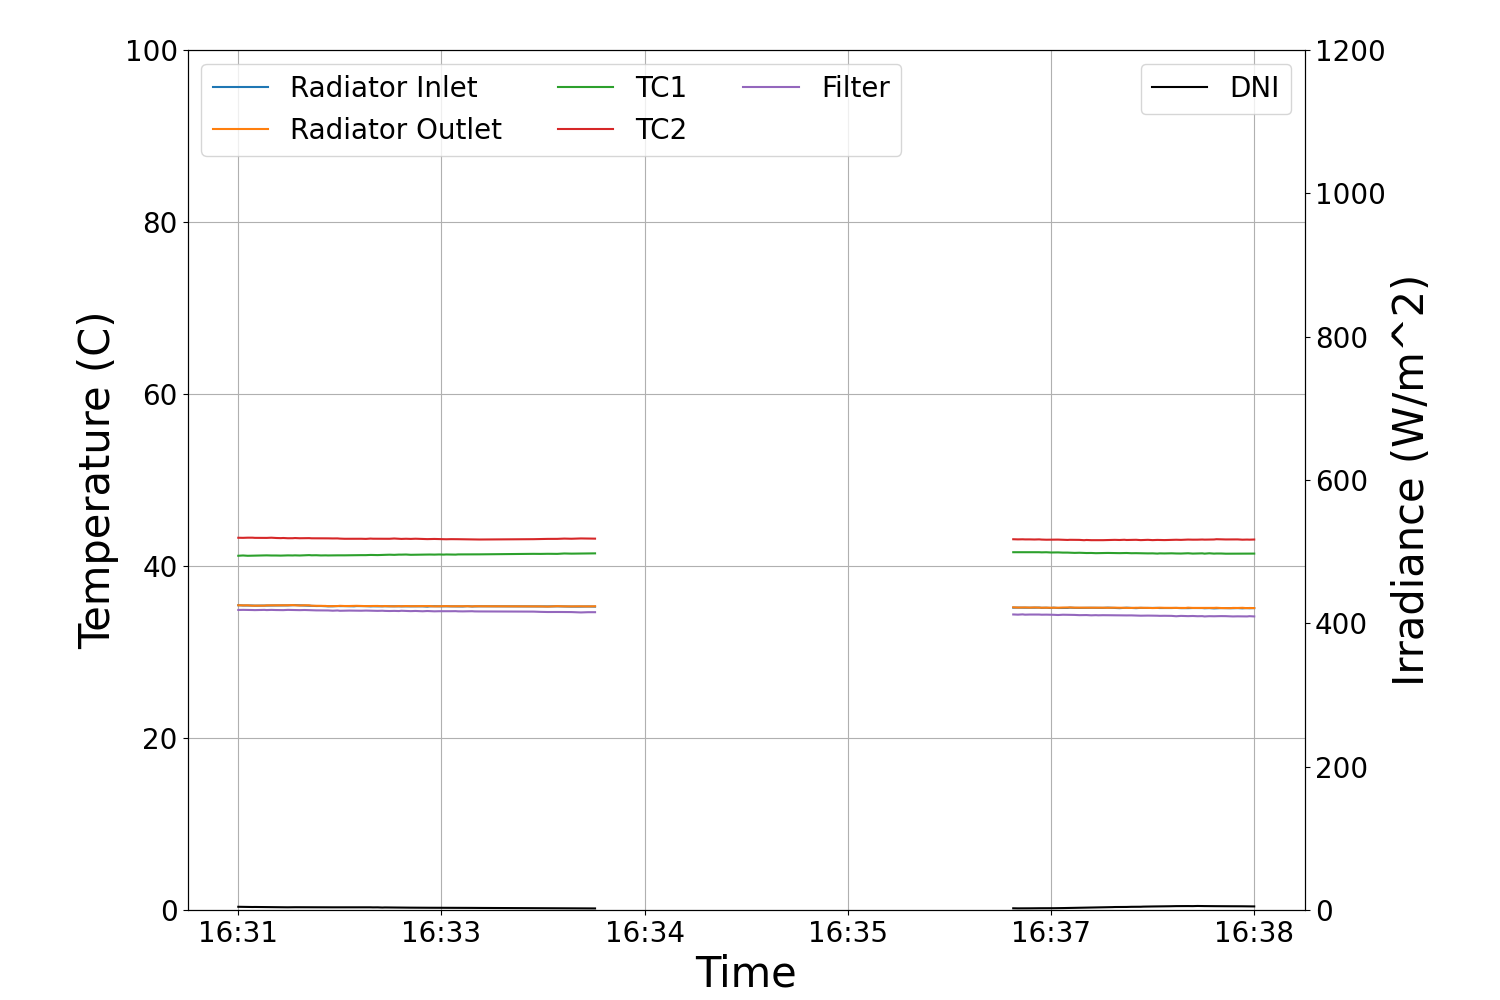 100
80
60
40
20
0
Temperature (C)
Radiator Inlet
Radiator Outlet
TC1
TC2
Filter
DNI
1200
1000
800
600
400
200
0
Irradiance (W/m^2)
16:31 16:33 16:34 16:35 16:37 16:38
Time